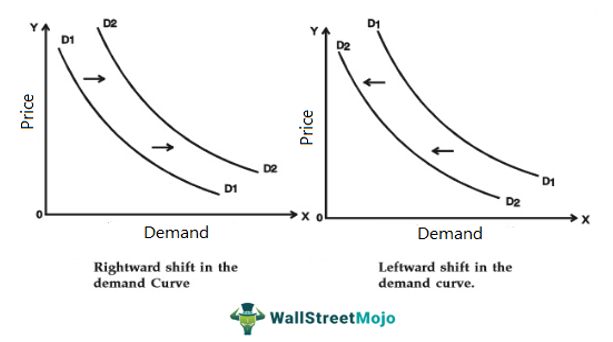 Y
D1
D2
Price
D2
D1
0
X
Demand
Rightward shift in the
demand Curve
Y
D2
D1
Price
D1
D2
0
X
Demand
Leftward shift in the
demand curve.
WallStreetMojo